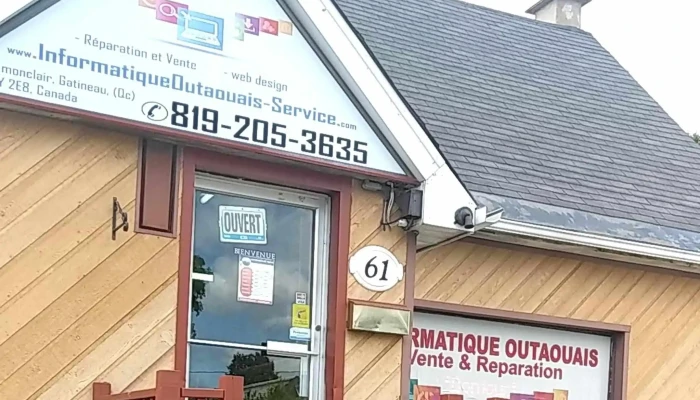 - Réparation et Vente
- web design
www.InformatiqueOutaouais-Service.com
monclair, Gatineau, (Qc)
Y 2E8, Canada
819-205-3635
OUVERT
BIENVENUE
61
RMATIQUE OUTAOUAIS
Vente & Reparation